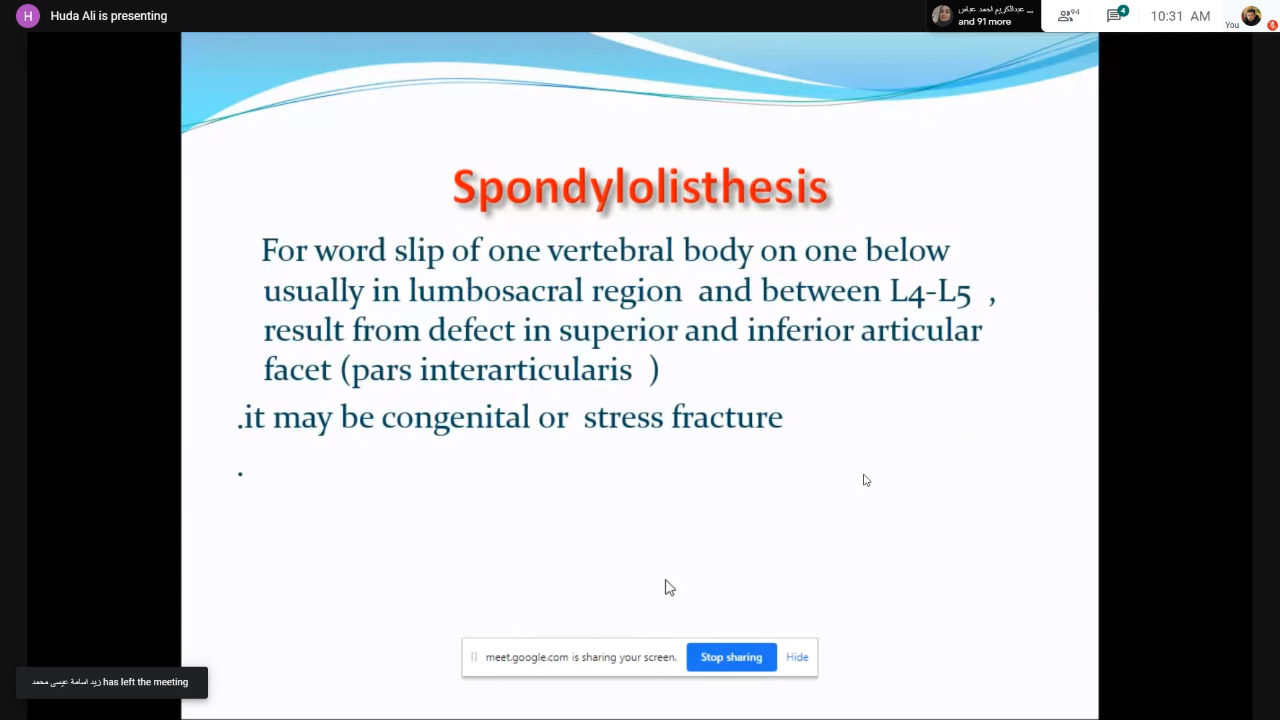 H Huda Ali is presenting
عبدالكريم احمد عباس ...
and 91 more
94
4
10:31 AM
You
Spondylolisthesis
For word slip of one vertebral body on one below
usually in lumbosacral region and between L4-L5 ,
result from defect in superior and inferior articular
facet (pars interarticularis )
.it may be congenital or stress fracture
.
meet.google.com is sharing your screen. Stop sharing Hide
زيد اسامة عيسى محمد has left the meeting